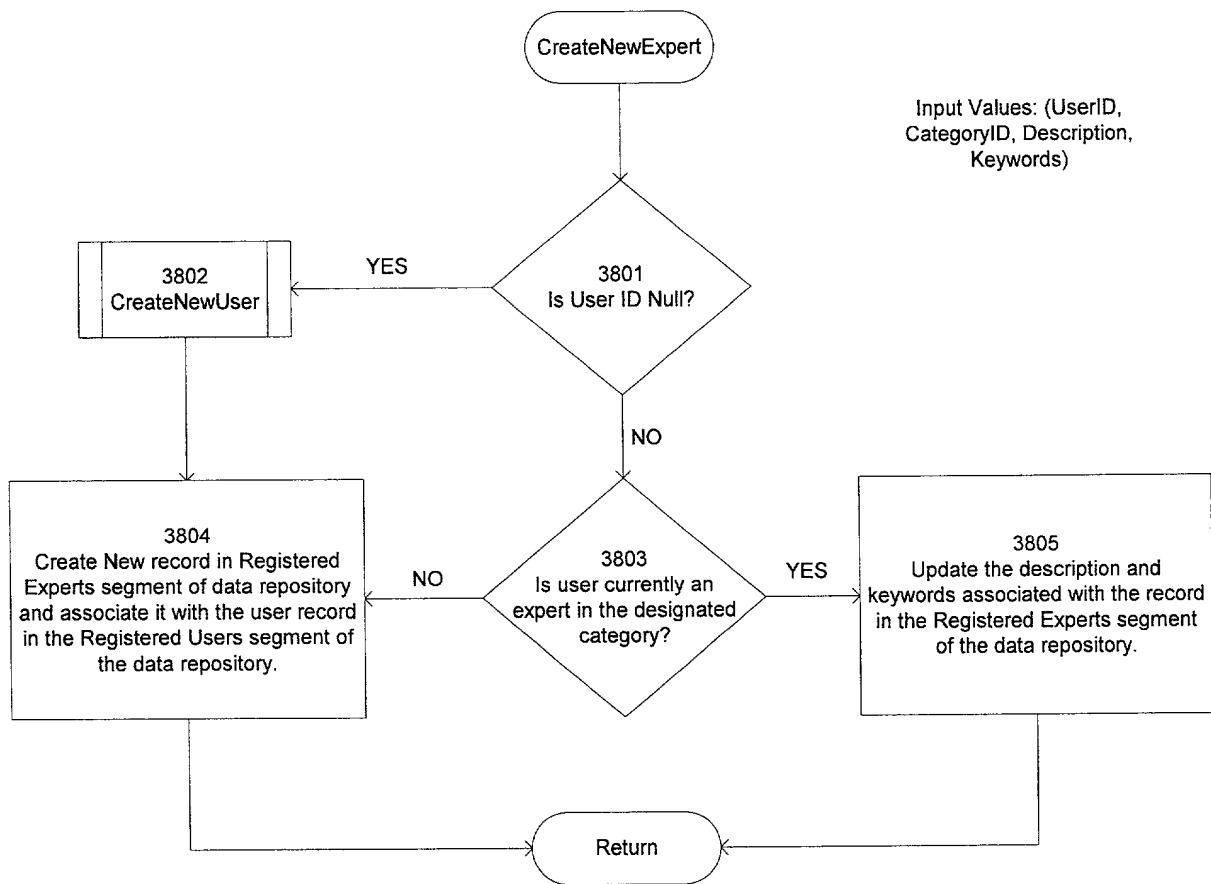 CreateNewExpert
Input Values: (UserID,
CategoryID, Description,
Keywords)
3801
Is User ID Null?
YES
3802
CreateNewUser
NO
3804
Create New record in Registered
Experts segment of data repository
and associate it with the user record
in the Registered Users segment of
the data repository.
NO
3803
Is user currently an
expert in the designated
category?
YES
3805
Update the description and
keywords associated with the record
in the Registered Experts segment
of the data repository.
Return